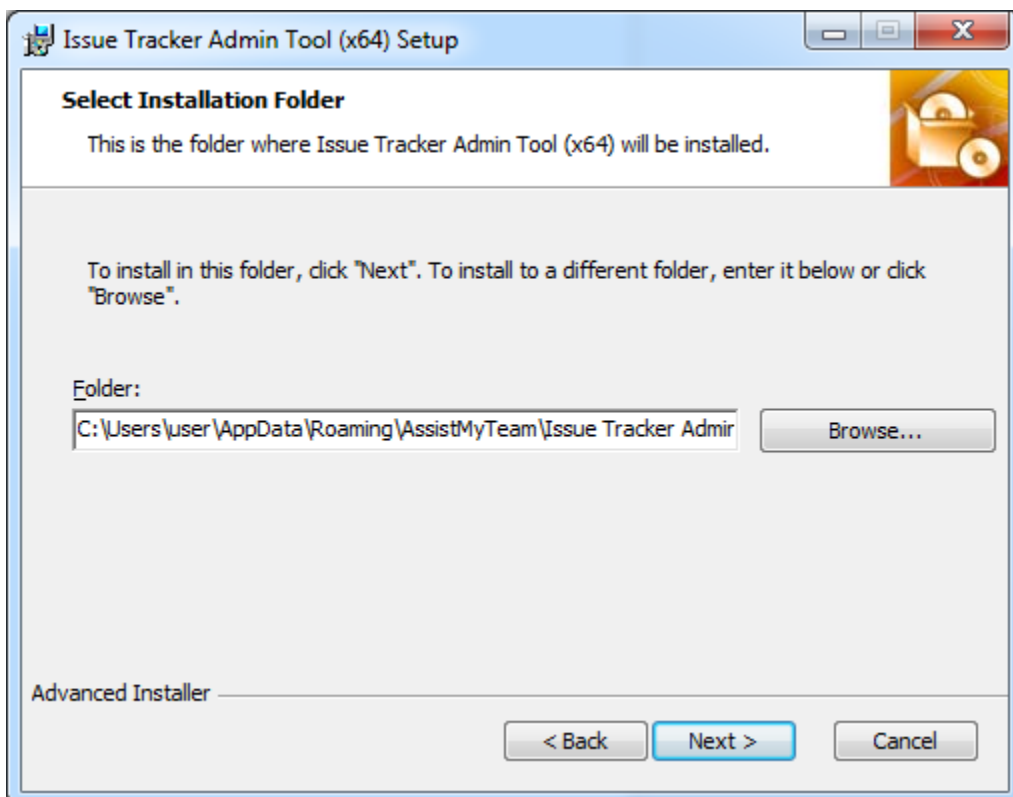 Issue Tracker Admin Tool (x64) Setup
Select Installation Folder
This is the folder where Issue Tracker Admin Tool (x64) will be installed.
To install in this folder, click "Next". To install to a different folder, enter it below or click
"Browse".
Folder:
C:\Users\user\AppData\Roaming\AssistMyTeam\Issue Tracker Admir
Browse...
Advanced Installer
< Back
Next >
Cancel